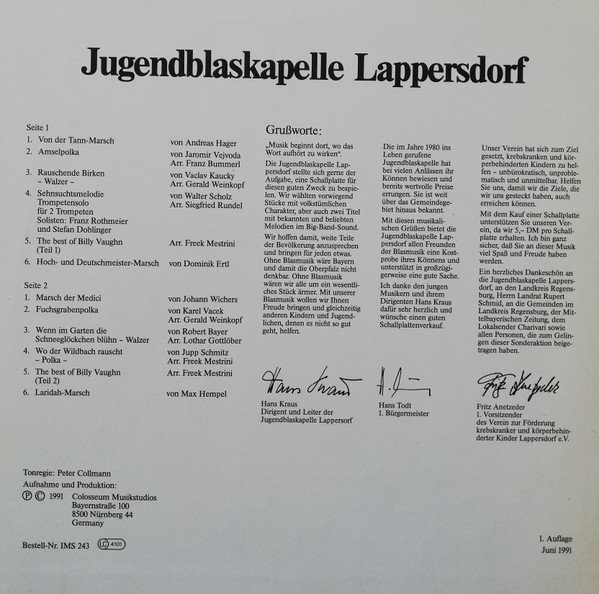 Jugendblaskapelle Lappersdorf
Seite 1
1. Von der Tann-Marsch von Andreas Hager
2. Amselpolka von Jaromir Vejvoda
Arr. Franz Bummerl
3. Rauschende Birken von Vaclav Kaucky
– Walzer – Arr. Gerald Weinkopf
4. Sehnsuchtsmelodie von Walter Scholz
Trompetensolo Arr. Siegfried Rundel
für 2 Trompeten
Solisten: Franz Rothmeier
und Stefan Doblinger
5. The best of Billy Vaughn Arr. Freek Mestrini
(Teil 1)
6. Hoch- und Deutschmeister-Marsch von Dominik Ertl
Seite 2
1. Marsch der Medici von Johann Wichers
2. Fuchsgrabenpolka von Karel Vacek
Arr. Gerald Weinkopf
3. Wenn im Garten die von Robert Bayer
Schneeglöckchen blühn – Walzer Arr. Lothar Gottlöber
4. Wo der Wildbach rauscht von Jupp Schmitz
– Polka – Arr. Freek Mestrini
5. The best of Billy Vaughn Arr. Freek Mestrini
(Teil 2)
6. Laridah-Marsch von Max Hempel
Grußworte:
„Musik beginnt dort, wo das
Wort aufhört zu wirken“.
Die Jugendblaskapelle Lap-
persdorf stellte sich gerne der
Aufgabe, eine Schallplatte für
diesen guten Zweck zu bespie-
len. Wir wählten vorwiegend
Stücke mit volkstümlichen
Charakter, aber auch zwei Titel
mit bekannten und beliebten
Melodien im Big-Band-Sound.
Wir hoffen damit, weite Teile
der Bevölkerung anzusprechen
und bringen für jeden etwas.
Ohne Blasmusik wäre Bayern
und damit die Oberpfalz nicht
denkbar. Ohne Blasmusik
wären wir alle um ein wesentli-
ches Stück ärmer. Mit unserer
Blasmusik wollen wir Ihnen
Freude bringen und gleichzeitig
anderen Kindern und Jugend-
lichen, denen es nicht so gut
geht, helfen.
Hans Kraus
Hans Kraus
Dirigent und Leiter der
Jugendblaskapelle Lappersorf
Die im Jahre 1980 ins
Leben gerufene
Jugendblaskapelle hat
bei vielen Anlässen ihr
Können bewiesen und
bereits wertvolle Preise
errungen. Sie ist weit
über das Gemeindege-
biet hinaus bekannt.
Mit diesen musikali-
schen Grüßen bietet die
Jugendblaskapelle Lap-
persdorf allen Freunden
der Blasmusik eine Kost-
probe ihres Könnens und
unterstützt in großzügi-
gerweise eine gute Sache.
Ich danke den jungen
Musikern und ihrem
Dirigenten Hans Kraus
dafür sehr herzlich und
wünsche einen guten
Schallplattenverkauf.
Hans Todt
1. Bürgermeister
Unser Verein hat sich zum Ziel
gesetzt, krebskranken und kör-
perbehinderten Kindern zu hel-
fen – unbürokratisch, unproble-
matisch und unmittelbar. Helfen
Sie uns, damit wir die Ziele, die
wir uns gesteckt haben, auch
erreichen können.
Mit dem Kauf einer Schallplatte
unterstützen Sie unseren Ver-
ein, da wir 5,– DM pro Schall-
platte erhalten. Ich bin ganz
sicher, daß Sie an dieser Musik
viel Spaß und Freude haben
werden.
Ein herzliches Dankeschön an
die Jugendblaskapelle Lappers-
dorf, an den Landkreis Regens-
burg, Herrn Landrat Rupert
Schmid, an die Gemeinden im
Landkreis Regensburg, der Mit-
telbayerischen Zeitung, dem
Lokalsender Charivari sowie
allen Personen, die zum Gelin-
gen dieser Sonderaktion beige-
tragen haben.
Fritz Anetzeder
Fritz Anetzeder
1. Vorsitzender
des Verein zur Förderung
krebskranker und körperbehin-
derter Kinder Lappersdorf e.V.
Tonregie: Peter Collmann
Aufnahme und Produktion:
℗ © 1991 Colosseum Musikstudios
Bayernstraße 100
8500 Nürnberg 44
Germany
Bestell-Nr. IMS 243 LC 4101
1. Auflage
Juni 1991